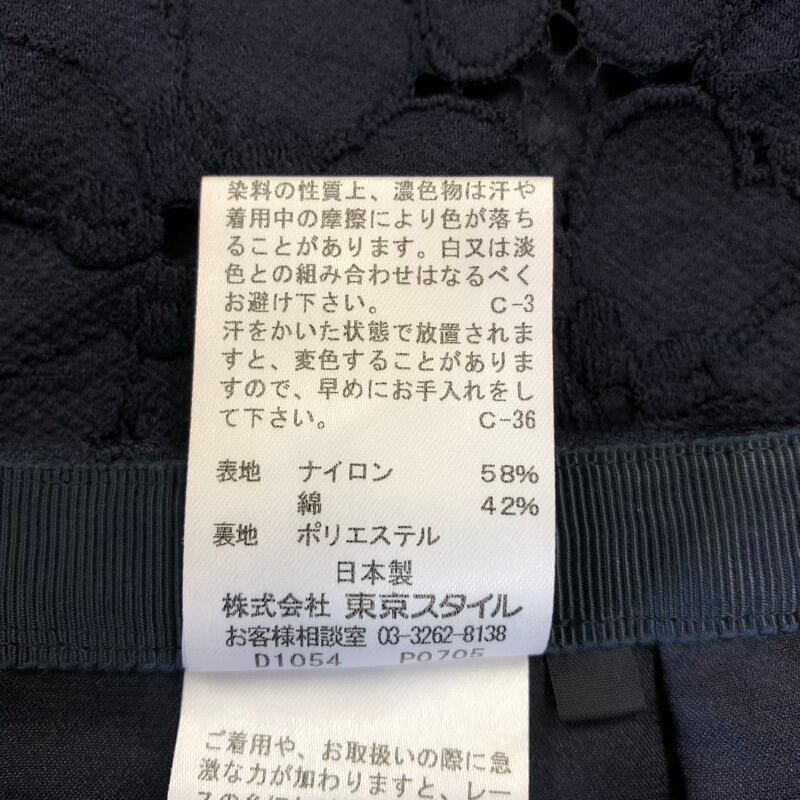 染料の性質上、濃色物は汗や
着用中の摩擦により色が落ち
ることがあります。白又は淡
色との組み合わせはなるべく
お避け下さい。 C-3
汗をかいた状態で放置されま
すと、変色することがありま
すので、早めにお手入れをし
て下さい。 C-36
表地 ナイロン 58%
綿 42%
裏地 ポリエステル
日本製
株式会社 東京スタイル
お客様相談室 03-3262-8138
D1054 P0705
ご着用や、お取扱いの際に急
激な力が加わりますと、レー